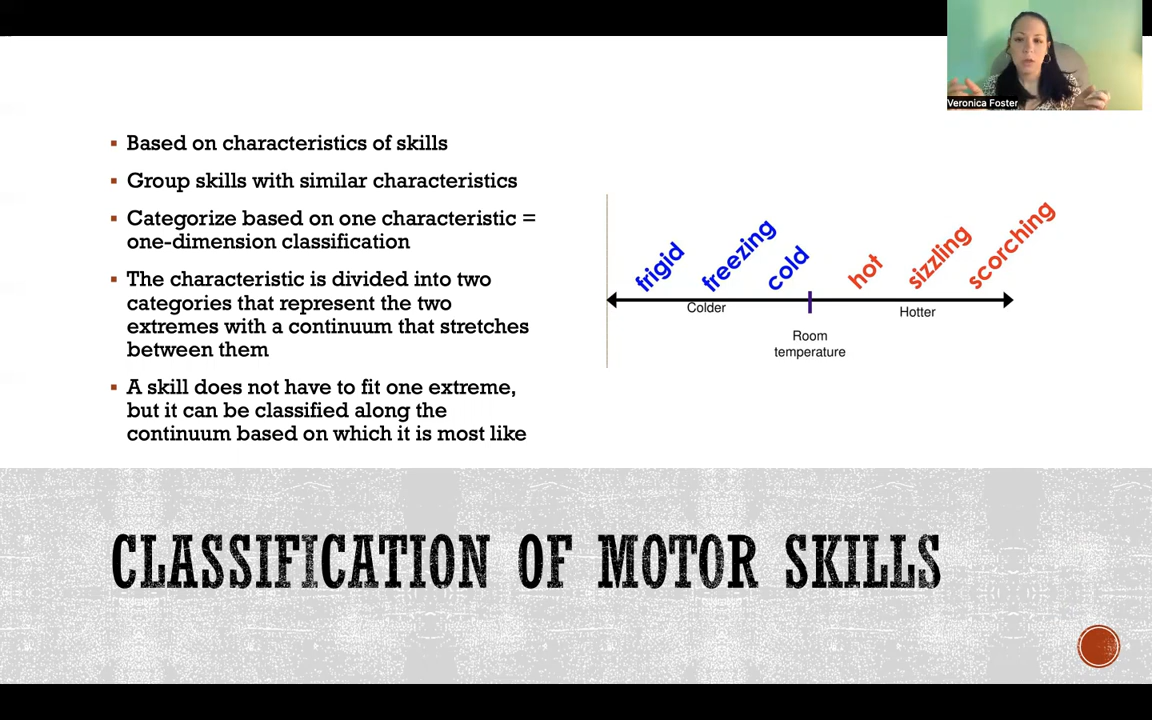 Veronica Foster
Based on characteristics of skills
Group skills with similar characteristics
Categorize based on one characteristic =
one-dimension classification
The characteristic is divided into two
categories that represent the two
extremes with a continuum that stretches
between them
A skill does not have to fit one extreme,
but it can be classified along the
continuum based on which it is most like
frigid
freezing
cold
hot
sizzling
scorching
Colder
Hotter
Room
temperature
CLASSIFICATION OF MOTOR SKILLS